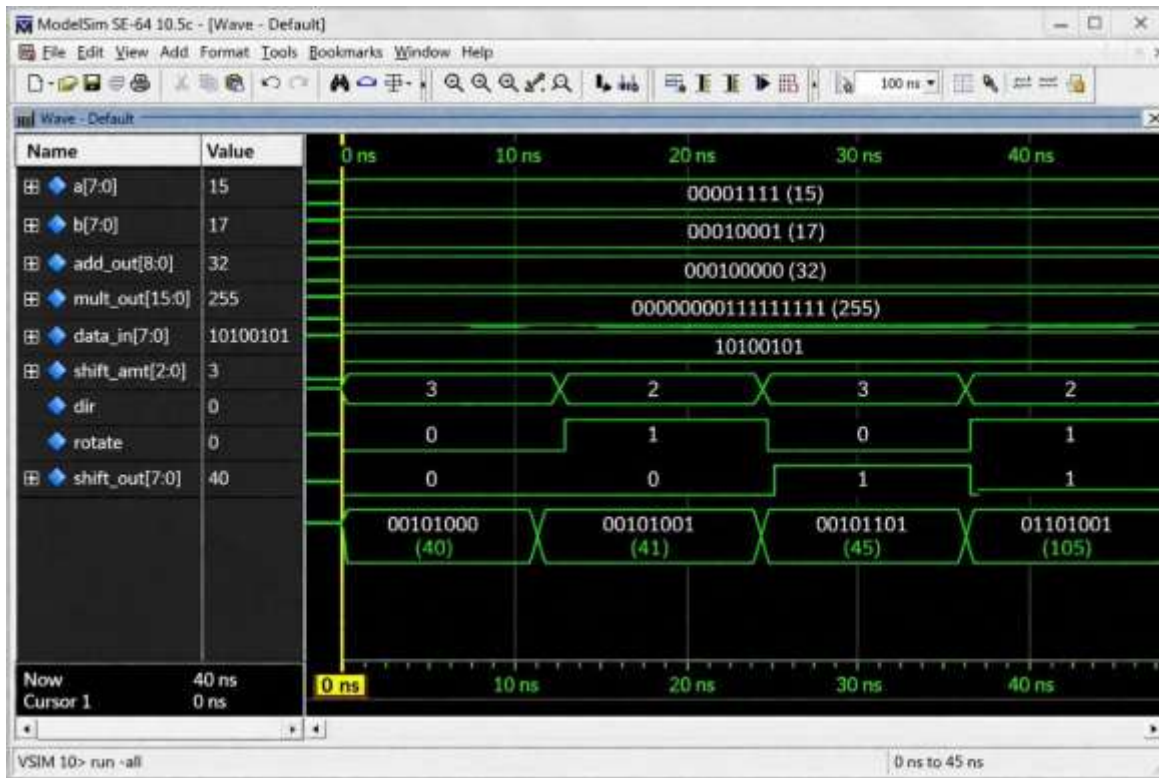 ModelSim SE-64 10.5c - [Wave - Default]
File Edit View Add Format Tools Bookmarks Window Help
100 ns
Wave - Default
Name Value 0 ns 10 ns 20 ns 30 ns 40 ns
a[7:0] 15 00001111 (15)
b[7:0] 17 00010001 (17)
add_out[8:0] 32 000100000 (32)
mult_out[15:0] 255 00000000111111111 (255)
data_in[7:0] 10100101 10100101
shift_amt[2:0] 3 3 2 3 2
dir 0
rotate 0 0 1 0 1
shift_out[7:0] 40 0 0 1 1
00101000 00101001 00101101 01101001
(40) (41) (45) (105)
Now 40 ns
Cursor 1 0 ns
0 ns 10 ns 20 ns 30 ns 40 ns
VSIM 10> run -all 0 ns to 45 ns